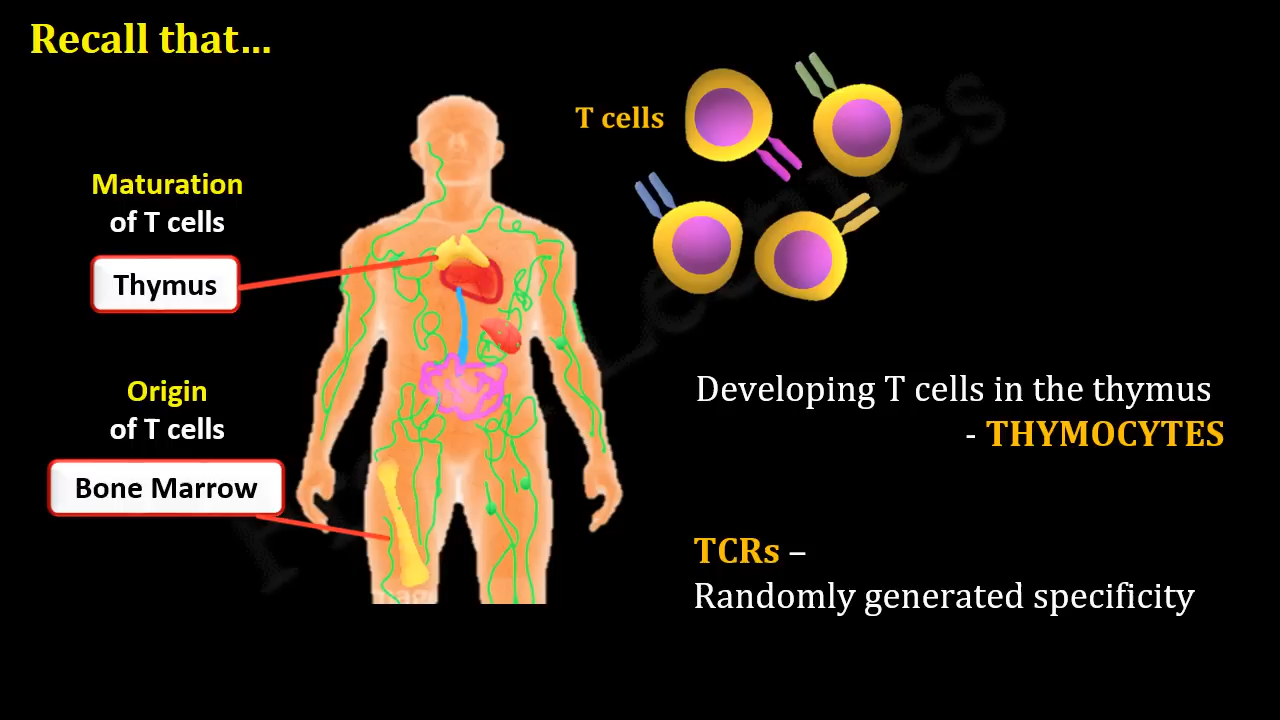 Recall that...
T cells
Maturation
of T cells
Thymus
Origin
of T cells
Bone Marrow
Developing T cells in the thymus
- THYMOCYTES
TCRs –
Randomly generated specificity